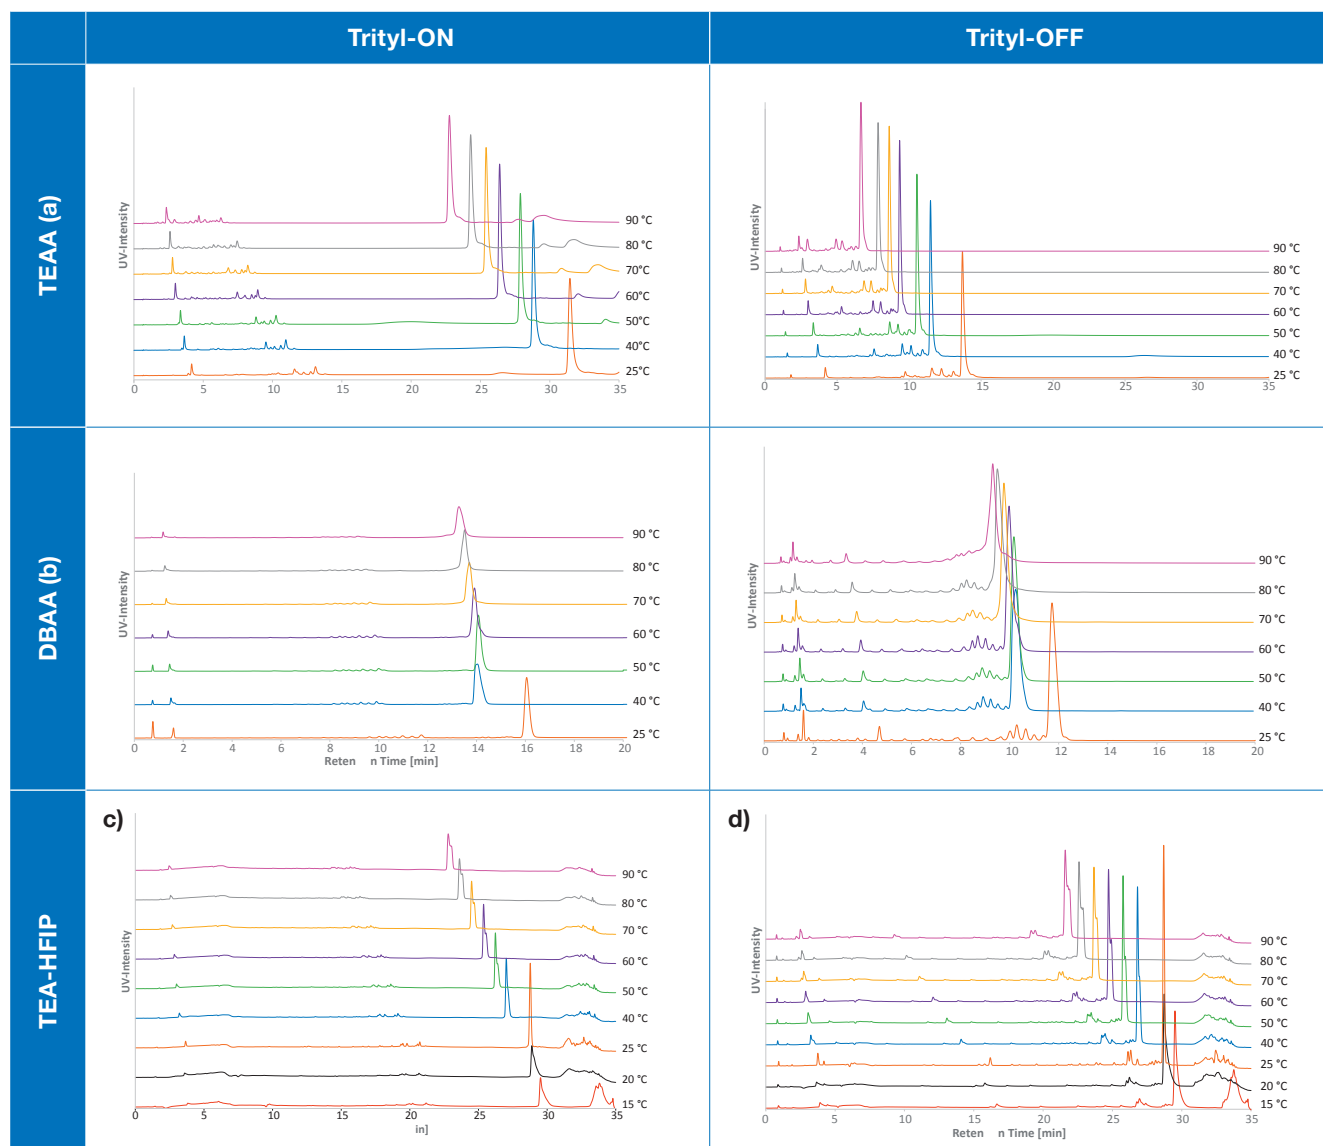 Trityl-ON
Trityl-OFF
TEAA (a)
UV-Intensity
90 °C
80 °C
70°C
60°C
50°C
40°C
25°C
0 5 10 15 20 25 30 35
UV-Intensity
90 °C
80 °C
70 °C
60 °C
50 °C
40 °C
25 °C
0 5 10 15 20 25 30 35
DBAA (b)
UV-Intensity
90 °C
80 °C
70 °C
60 °C
50 °C
40 °C
25 °C
0 2 4 6 8 10 12 14 16 18 20
Reten n Time [min]
UV-Intensity
90 °C
80 °C
70 °C
60 °C
50 °C
40 °C
25 °C
0 2 4 6 8 10 12 14 16 18 20
TEA-HFIP
c)
UV-Intensity
90 °C
80 °C
70 °C
60 °C
50 °C
40 °C
25 °C
20 °C
15 °C
0 5 10 15 20 25 30 35
in]
d)
UV-Intensity
90 °C
80 °C
70 °C
60 °C
50 °C
40 °C
25 °C
20 °C
15 °C
0 5 10 15 20 25 30 35
Reten n Time [min]